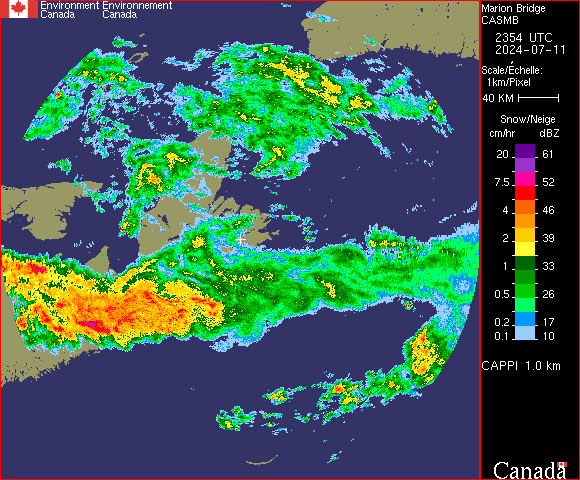 Environment Environnement
Canada Canada
Marion Bridge
CASMB
2354 UTC
2024-07-11
Scale/Échelle:
1km/Pixel
40 KM
Snow/Neige
cm/hr dBZ
20 61
7.5 52
4 46
2 39
1 33
0.5 26
0.2 17
0.1 10
CAPPI 1.0 km
Canada